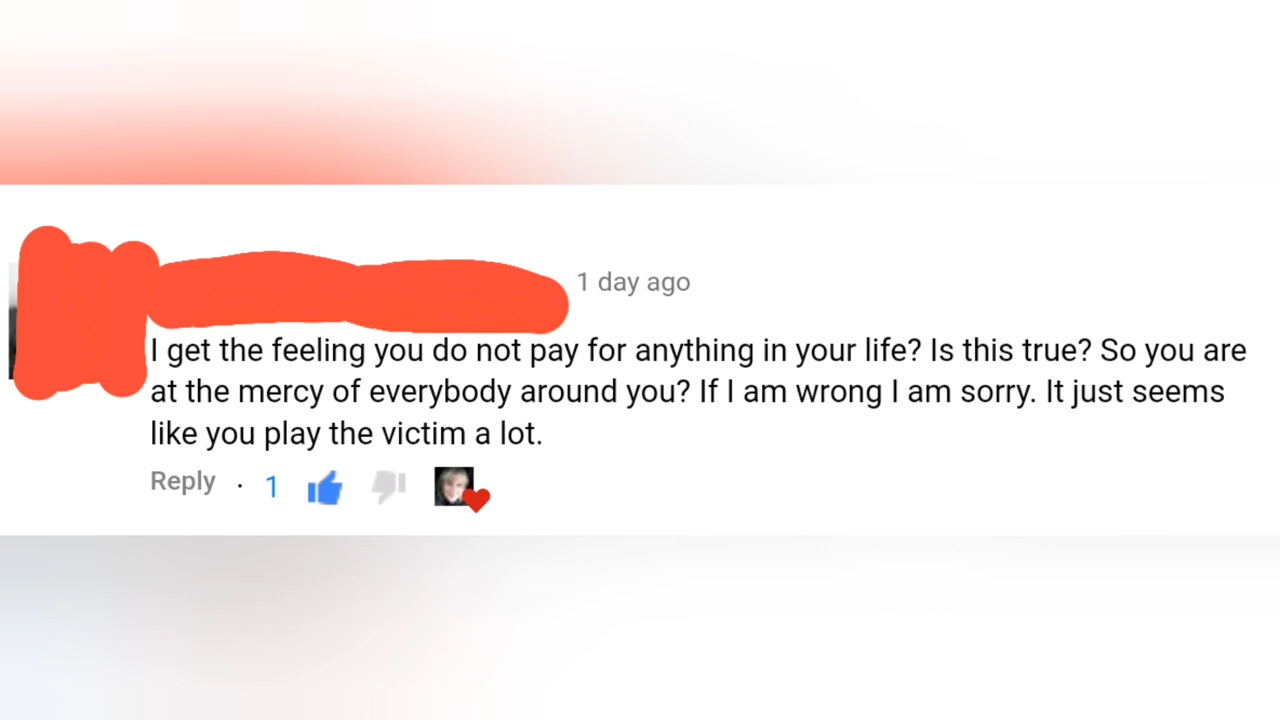 1 day ago
I get the feeling you do not pay for anything in your life? Is this true? So you are
at the mercy of everybody around you? If I am wrong I am sorry. It just seems
like you play the victim a lot.
Reply · 1